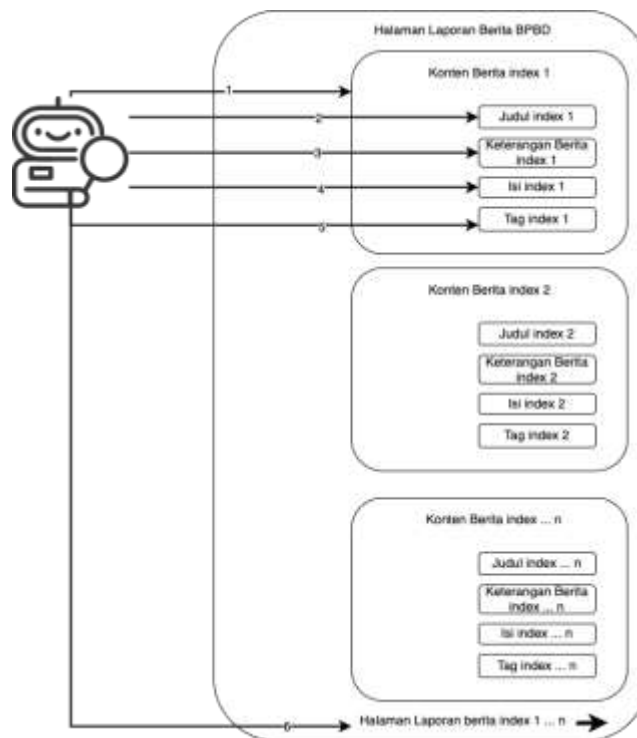 Halaman Laporan Berita BPBD
Konten Berita index 1
1
2
Judul index 1
3
Keterangan Berita
index 1
4
Isi index 1
5
Tag index 1
Konten Berita index 2
Judul index 2
Keterangan Berita
index 2
Isi index 2
Tag index 2
Konten Berita index ... n
Judul index ... n
Keterangan Berita
index ... n
Isi index ... n
Tag index ... n
6
Halaman Laporan berita index 1 ... n